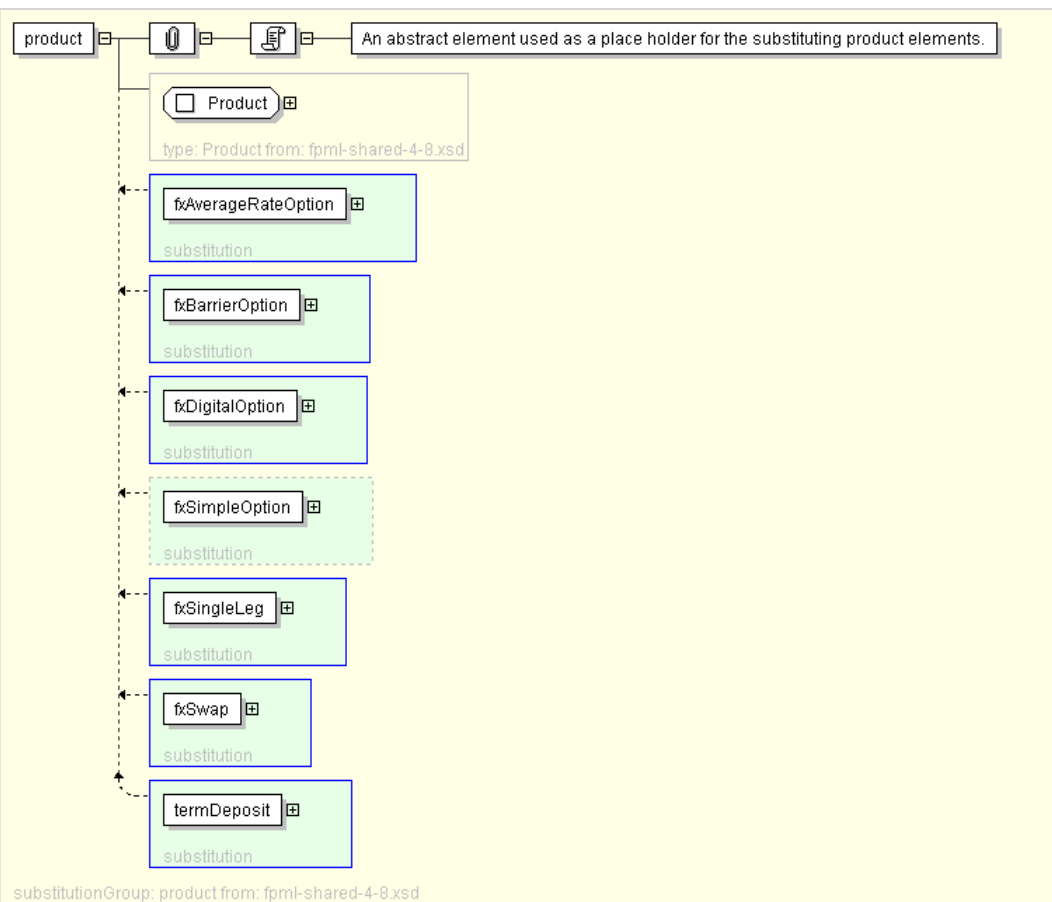 product
An abstract element used as a place holder for the substituting product elements.
Product
type: Product from: fpml-shared-4-8.xsd
fxAverageRateOption
substitution
fxBarrierOption
substitution
fxDigitalOption
substitution
fxSimpleOption
substitution
fxSingleLeg
substitution
fxSwap
substitution
termDeposit
substitution
substitutionGroup: product from: fpml-shared-4-8.xsd